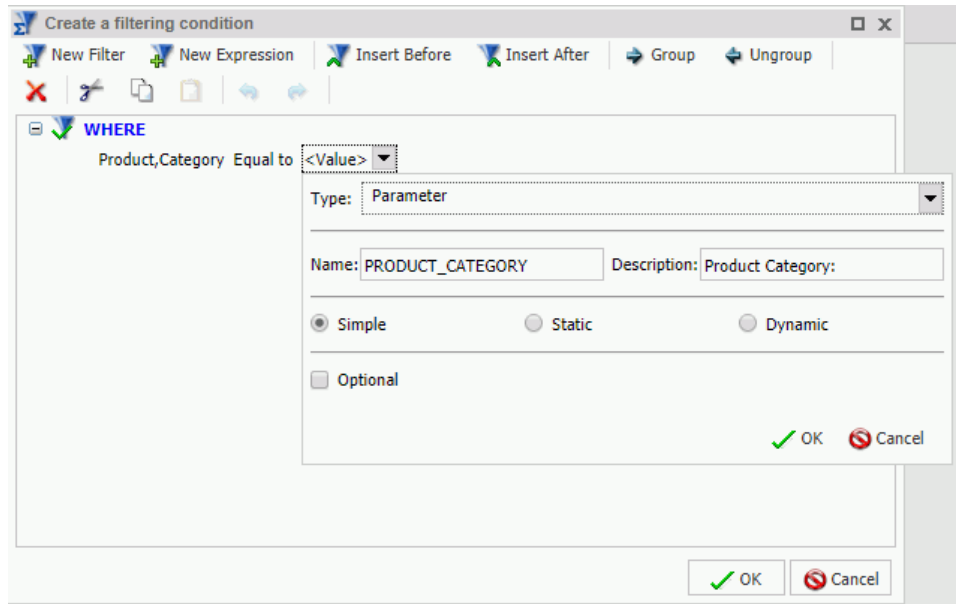 Create a filtering condition
New Filter New Expression Insert Before Insert After Group Ungroup
WHERE
Product,Category Equal to <Value>
Type: Parameter
Name: PRODUCT_CATEGORY Description: Product Category:
Simple Static Dynamic
Optional
OK Cancel
OK Cancel